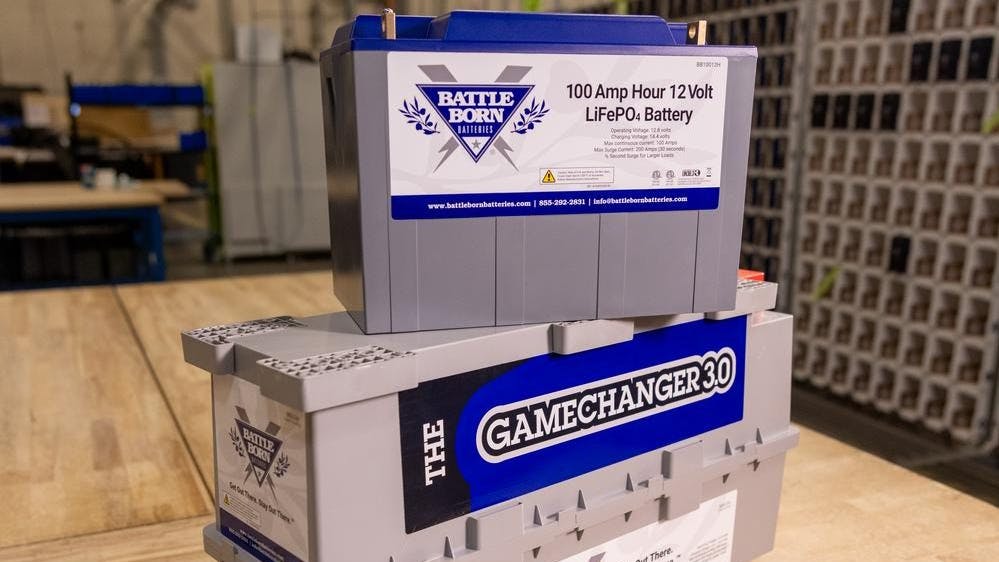 BB10012H
BATTLE
BORN
BATTERIES
100 Amp Hour 12 Volt
LiFePO₄ Battery
Operating Voltage: 12.8 volts
Charging Voltage: 14.4 volts
Max continuous current: 100 Amps
Max Surge Current: 200 Amps (30 seconds)
½ Second Surge for Larger Loads
www.battlebornbatteries.com | 855-292-2831 | info@battlebornbatteries.com
THE
GAMECHANGER 3.0
BATTLE
BORN
Get Out There. Stay Out There.™
Out There.